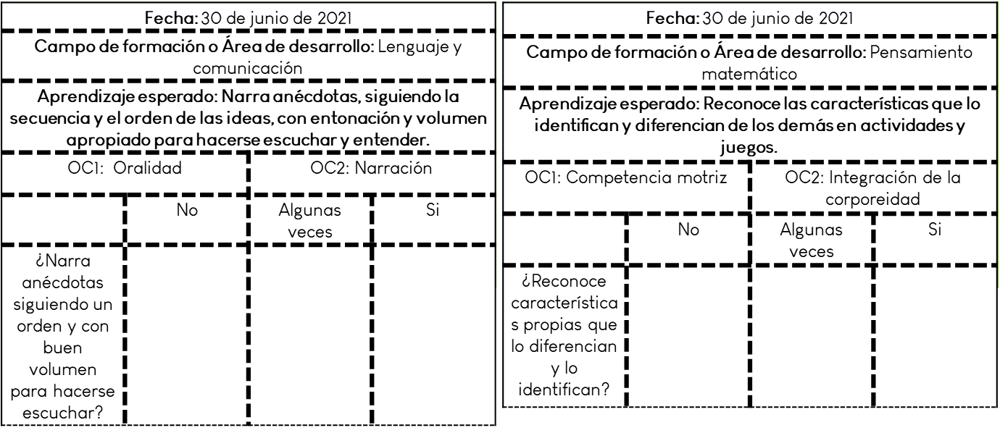 Fecha: 30 de junio de 2021
Campo de formación o Área de desarrollo: Lenguaje y
comunicación
Aprendizaje esperado: Narra anécdotas, siguiendo la
secuencia y el orden de las ideas, con entonación y volumen
apropiado para hacerse escuchar y entender.
OC1: Oralidad
OC2: Narración
No
Algunas
veces
Si
¿Narra
anécdotas
siguiendo un
orden y con
buen
volumen
para hacerse
escuchar?
Fecha: 30 de junio de 2021
Campo de formación o Área de desarrollo: Pensamiento
matemático
Aprendizaje esperado: Reconoce las características que lo
identifican y diferencian de los demás en actividades y
juegos.
OC1: Competencia motriz
OC2: Integración de la
corporeidad
No
Algunas
veces
Si
¿Reconoce
característica
s propias que
lo diferencian
y lo
identifican?